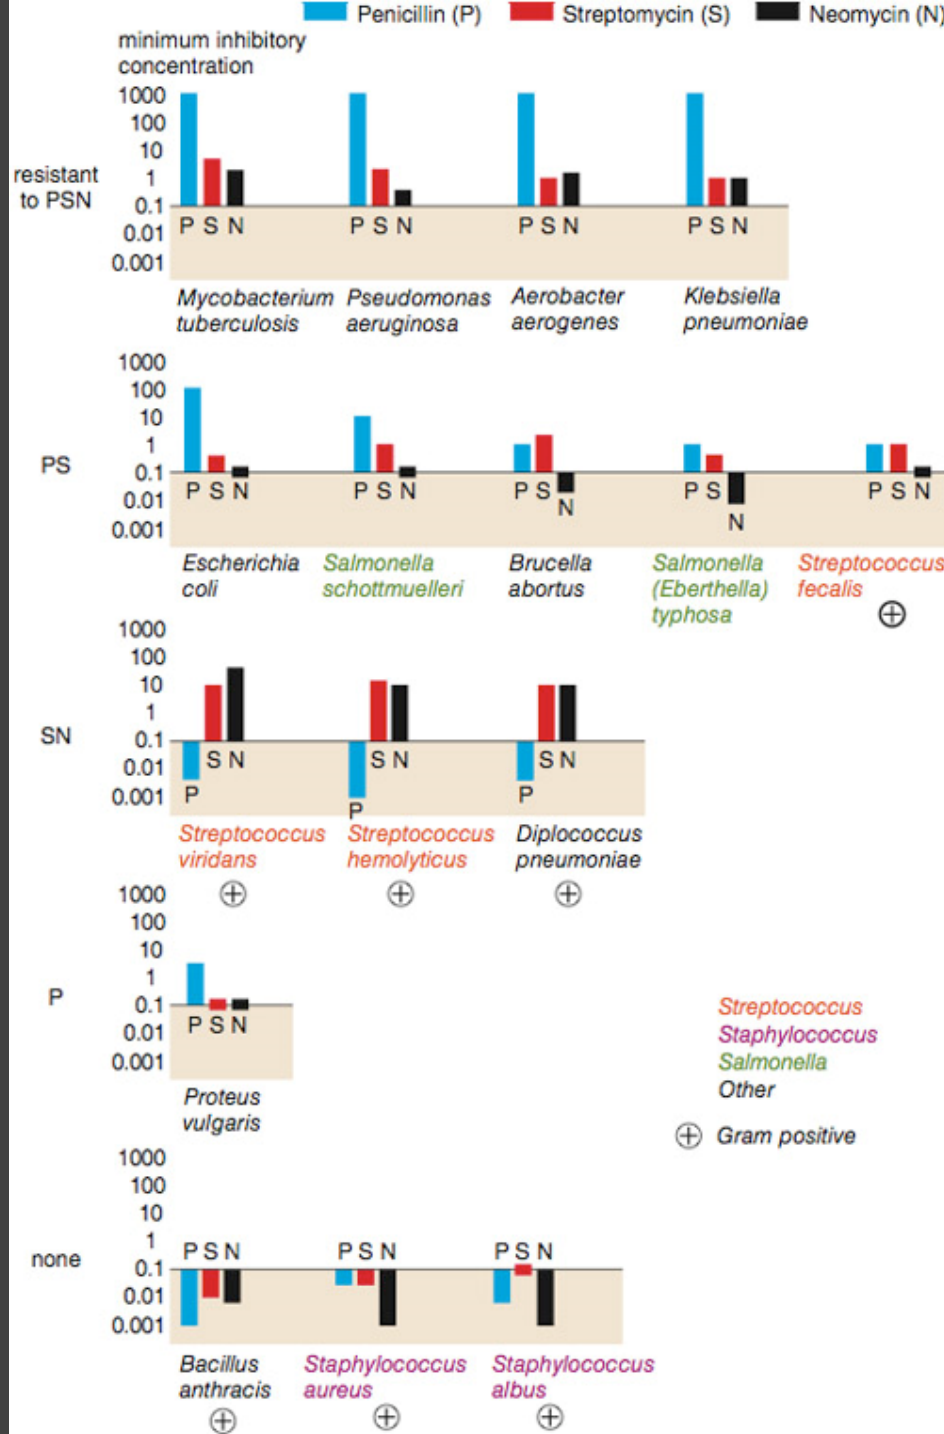 Penicillin (P) Streptomycin (S) Neomycin (N)
minimum inhibitory
concentration
1000
100
10
resistant
to PSN
1
0.1
P S N P S N P S N P S N
0.01
0.001
Mycobacterium Pseudomonas Aerobacter Klebsiella
tuberculosis aeruginosa aerogenes pneumoniae
1000
100
10
1
PS
0.1
P S N P S N P S N P S N P S N
0.01
0.001
Escherichia Salmonella Brucella Salmonella Streptococcus
coli schottmuelleri abortus (Eberthella) fecalis
typhosa
1000
100
10
1
SN
0.1
S N S N S N
0.01
0.001
P P P
Streptococcus Streptococcus Diplococcus
viridans hemolyticus pneumoniae
1000
100
10
1
P
0.1
P S N
0.01
0.001
Proteus
vulgaris
Streptococcus
Staphylococcus
Salmonella
Other
Gram positive
1000
100
10
1
P S N P S N P S N
none
0.1
0.01
0.001
Bacillus Staphylococcus Staphylococcus
anthracis aureus albus